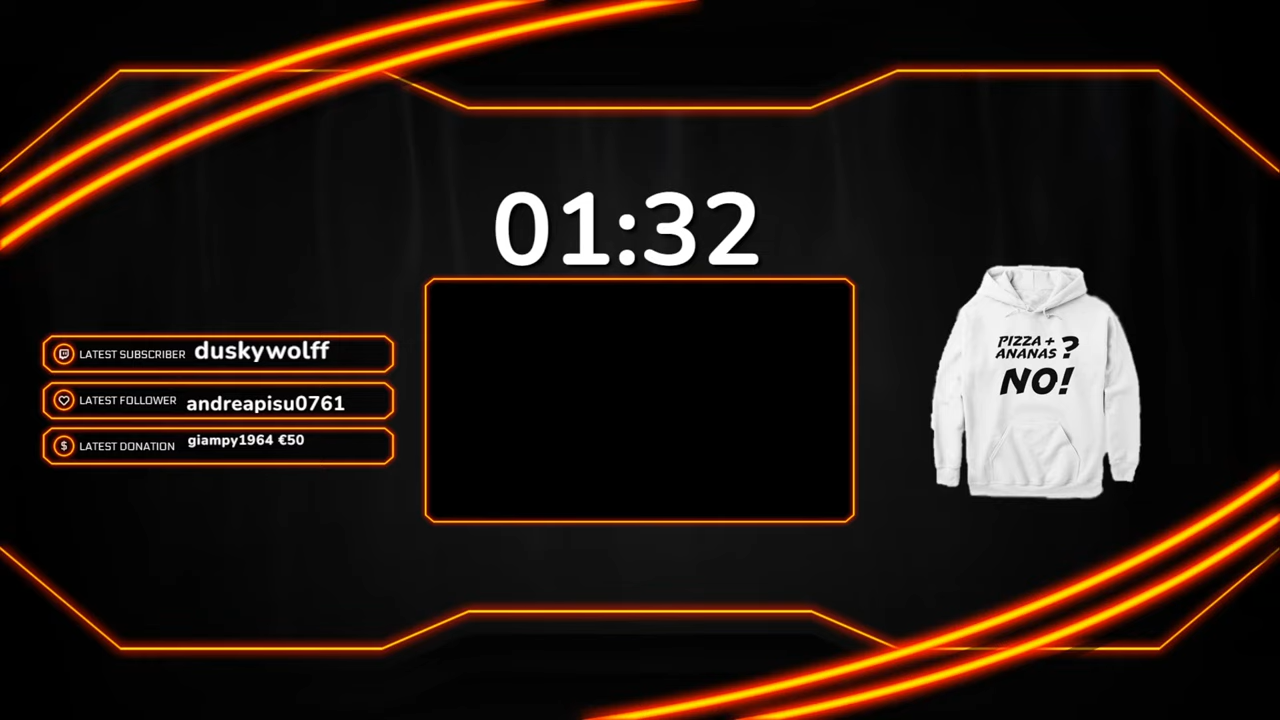 01:32
LATEST SUBSCRIBER duskywolff
LATEST FOLLOWER andreapisu0761
LATEST DONATION giampy1964 €50
PIZZA +
ANANAS ?
NO!